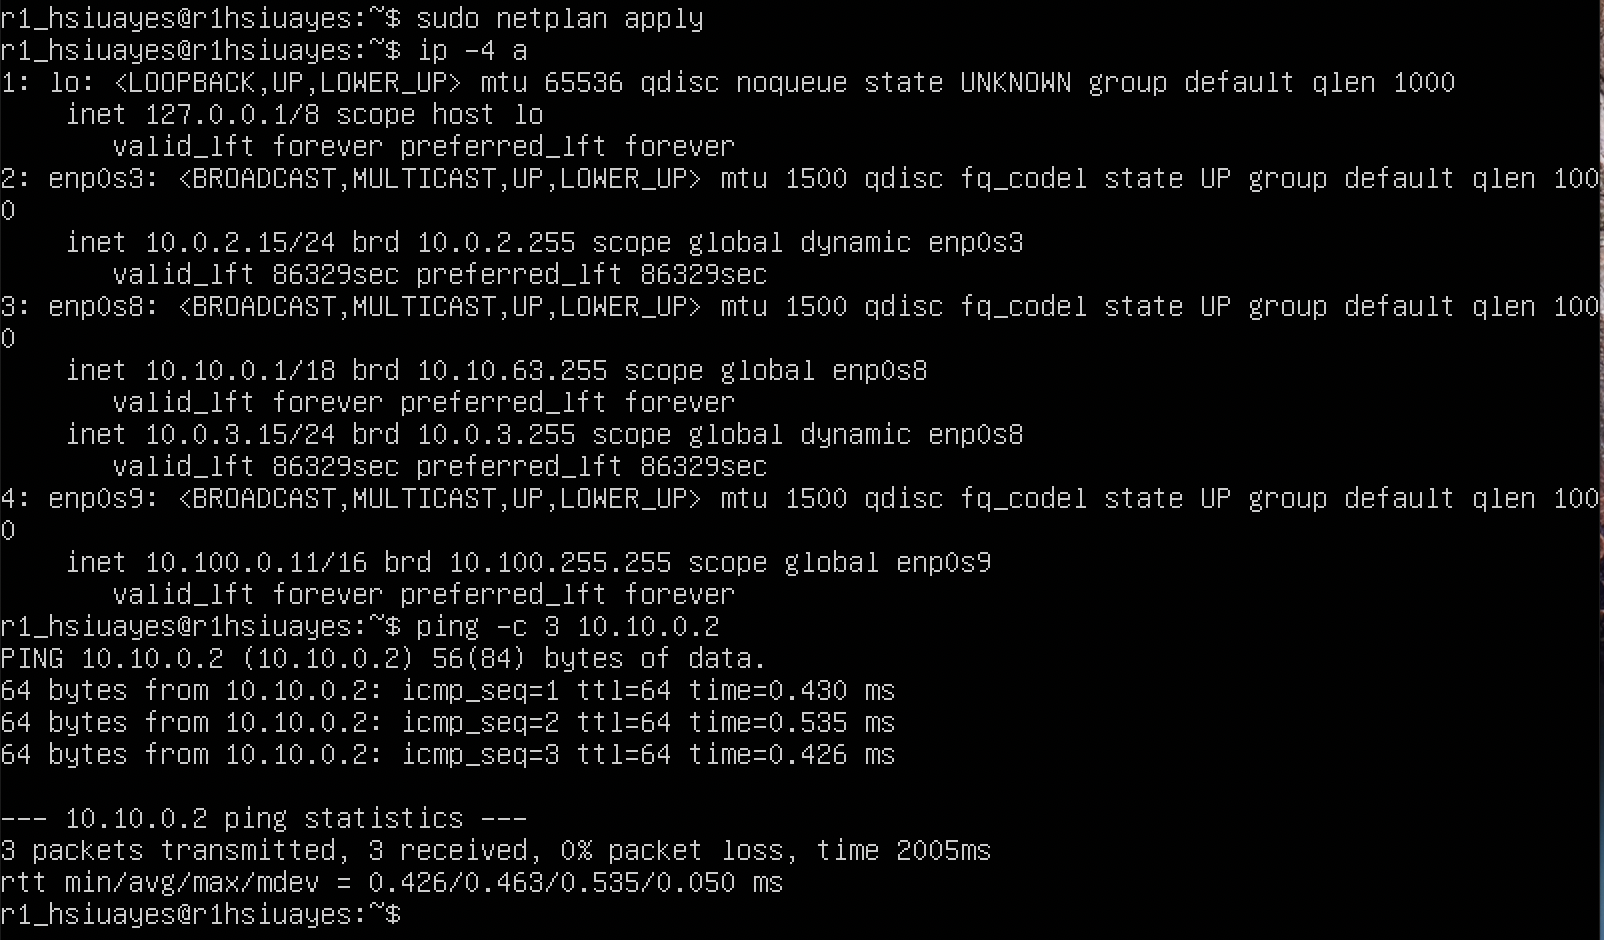 r1_hsiuayes@r1hsiuayes:~$ sudo netplan apply
r1_hsiuayes@r1hsiuayes:~$ ip -4 a
1: lo: <LOOPBACK,UP,LOWER_UP> mtu 65536 qdisc noqueue state UNKNOWN group default qlen 1000
    inet 127.0.0.1/8 scope host lo
       valid_lft forever preferred_lft forever
2: enp0s3: <BROADCAST,MULTICAST,UP,LOWER_UP> mtu 1500 qdisc fq_codel state UP group default qlen 100
0
    inet 10.0.2.15/24 brd 10.0.2.255 scope global dynamic enp0s3
       valid_lft 86329sec preferred_lft 86329sec
3: enp0s8: <BROADCAST,MULTICAST,UP,LOWER_UP> mtu 1500 qdisc fq_codel state UP group default qlen 100
0
    inet 10.10.0.1/18 brd 10.10.63.255 scope global enp0s8
       valid_lft forever preferred_lft forever
    inet 10.0.3.15/24 brd 10.0.3.255 scope global dynamic enp0s8
       valid_lft 86329sec preferred_lft 86329sec
4: enp0s9: <BROADCAST,MULTICAST,UP,LOWER_UP> mtu 1500 qdisc fq_codel state UP group default qlen 100
0
    inet 10.100.0.11/16 brd 10.100.255.255 scope global enp0s9
       valid_lft forever preferred_lft forever
r1_hsiuayes@r1hsiuayes:~$ ping -c 3 10.10.0.2
PING 10.10.0.2 (10.10.0.2) 56(84) bytes of data.
64 bytes from 10.10.0.2: icmp_seq=1 ttl=64 time=0.430 ms
64 bytes from 10.10.0.2: icmp_seq=2 ttl=64 time=0.535 ms
64 bytes from 10.10.0.2: icmp_seq=3 ttl=64 time=0.426 ms

--- 10.10.0.2 ping statistics ---
3 packets transmitted, 3 received, 0% packet loss, time 2005ms
rtt min/avg/max/mdev = 0.426/0.463/0.535/0.050 ms
r1_hsiuayes@r1hsiuayes:~$